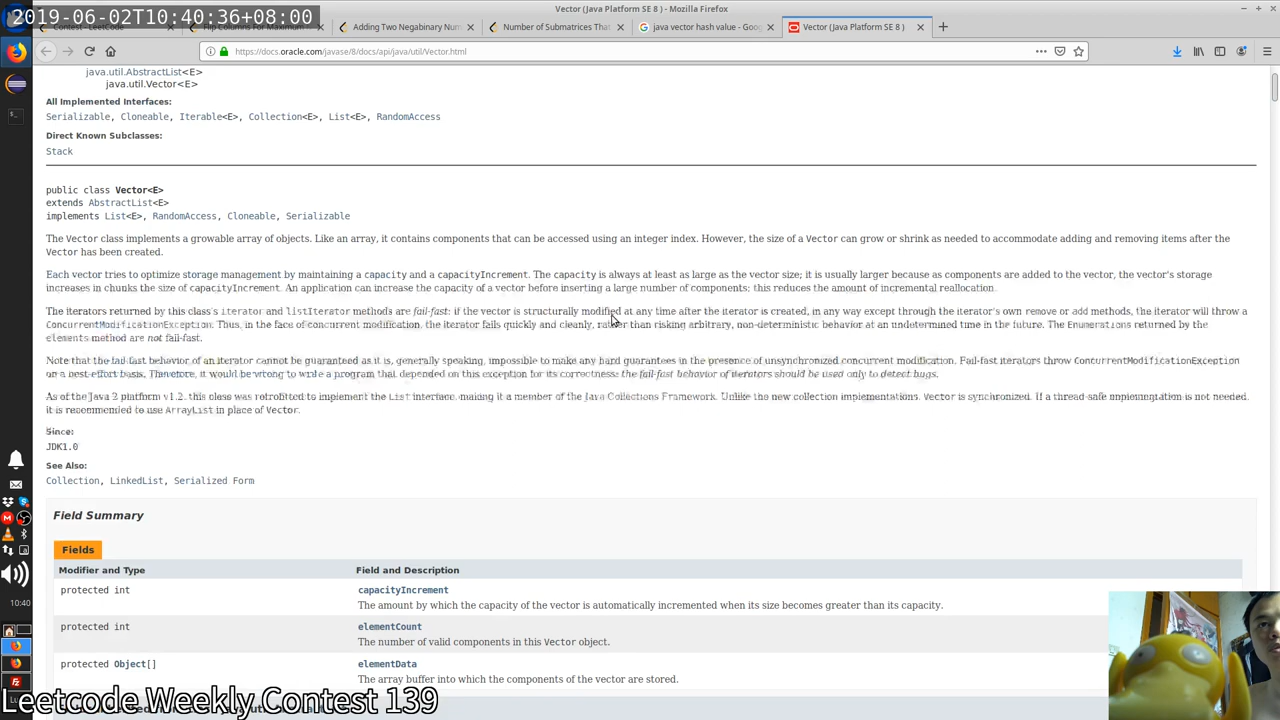 2019-06-02T10:40:36+08:00
Vector (Java Platform SE 8 ) - Mozilla Firefox
Contest - LeetCode
Flip Columns For Maximum
Adding Two Negabinary Num
Number of Submatrices That
java vector hash value - Goo
Vector (Java Platform SE 8 )
https://docs.oracle.com/javase/8/docs/api/java/util/Vector.html
java.util.AbstractList<E>
java.util.Vector<E>
All Implemented Interfaces:
Serializable, Cloneable, Iterable<E>, Collection<E>, List<E>, RandomAccess
Direct Known Subclasses:
Stack
public class Vector<E>
extends AbstractList<E>
implements List<E>, RandomAccess, Cloneable, Serializable
The Vector class implements a growable array of objects. Like an array, it contains components that can be accessed using an integer index. However, the size of a Vector can grow or shrink as needed to accommodate adding and removing items after the
Vector has been created.
Each vector tries to optimize storage management by maintaining a capacity and a capacityIncrement. The capacity is always at least as large as the vector size; it is usually larger because as components are added to the vector, the vector's storage
increases in chunks the size of capacityIncrement. An application can increase the capacity of a vector before inserting a large number of components; this reduces the amount of incremental reallocation.
The iterators returned by this class's iterator and listIterator methods are fail-fast: if the vector is structurally modified at any time after the iterator is created, in any way except through the iterator's own remove or add methods, the iterator will throw a
ConcurrentModificationException. Thus, in the face of concurrent modification, the iterator fails quickly and cleanly, rather than risking arbitrary, non-deterministic behavior at an undetermined time in the future. The Enumerations returned by the
elements method are not fail-fast.
Note that the fail-fast behavior of an iterator cannot be guaranteed as it is, generally speaking, impossible to make any hard guarantees in the presence of unsynchronized concurrent modification. Fail-fast iterators throw ConcurrentModificationException
on a best-effort basis. Therefore, it would be wrong to write a program that depended on this exception for its correctness: the fail-fast behavior of iterators should be used only to detect bugs.
As of the Java 2 platform v1.2, this class was retrofitted to implement the List interface, making it a member of the Java Collections Framework. Unlike the new collection implementations, Vector is synchronized. If a thread-safe implementation is not needed,
it is recommended to use ArrayList in place of Vector.
Since:
JDK1.0
See Also:
Collection, LinkedList, Serialized Form
Field Summary
Fields
Modifier and Type Field and Description
protected int capacityIncrement
The amount by which the capacity of the vector is automatically incremented when its size becomes greater than its capacity.
protected int elementCount
The number of valid components in this Vector object.
protected Object[] elementData
The array buffer into which the components of the vector are stored.
10:40
Leetcode Weekly Contest 139